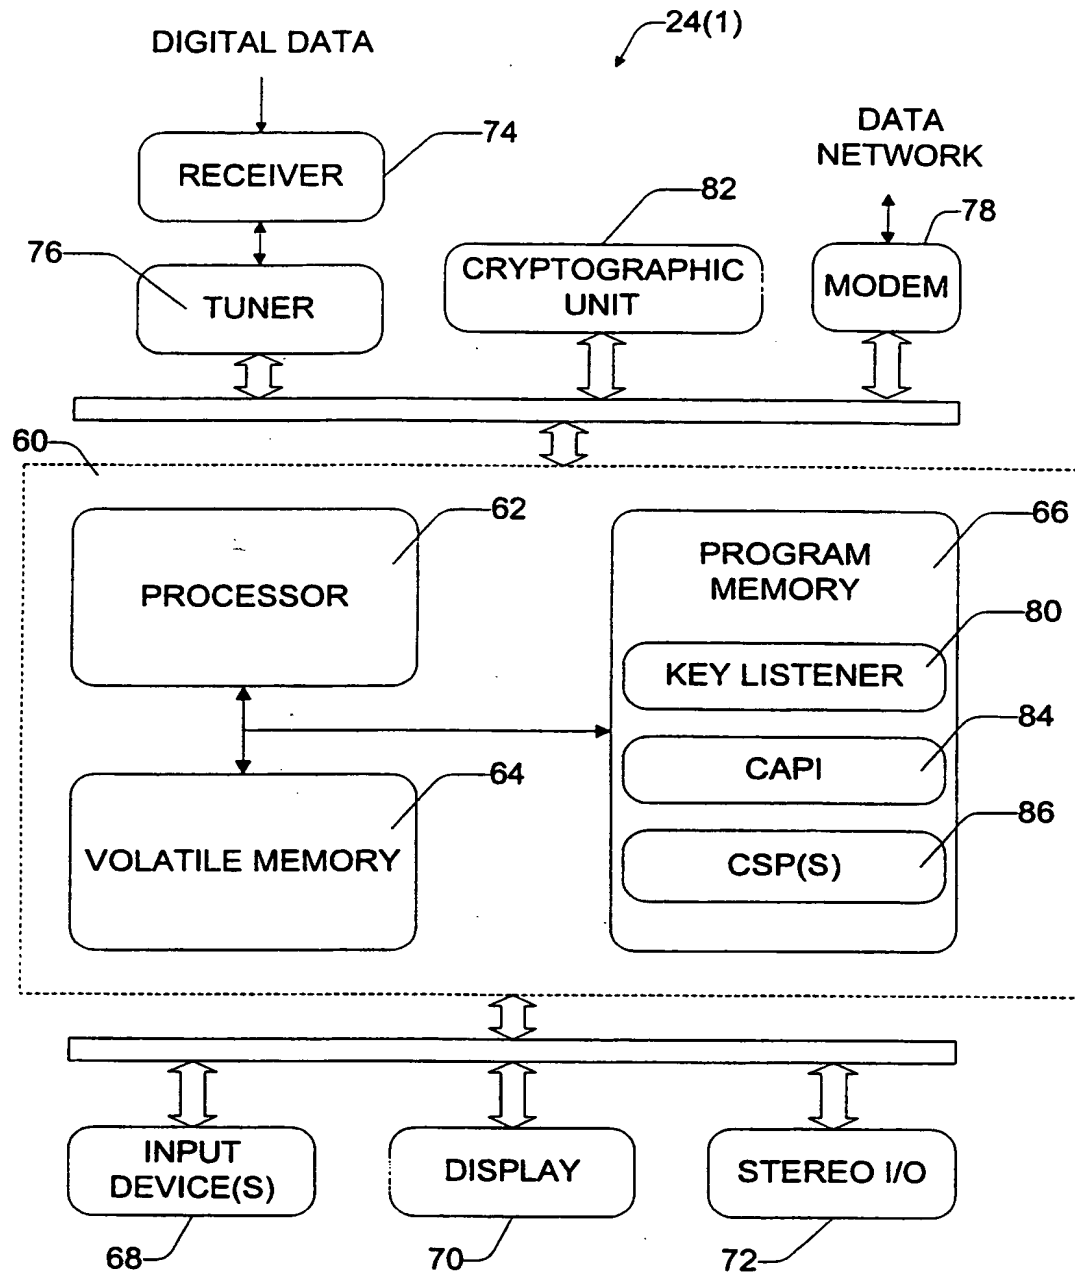 24(1)
DIGITAL DATA
RECEIVER
74
DATA
NETWORK
82
78
76
TUNER
CRYPTOGRAPHIC
UNIT
MODEM
60
PROCESSOR
62
PROGRAM
MEMORY
66
KEY LISTENER
80
CAPI
84
CSP(S)
86
VOLATILE MEMORY
64
INPUT
DEVICE(S)
DISPLAY
STEREO I/O
68
70
72